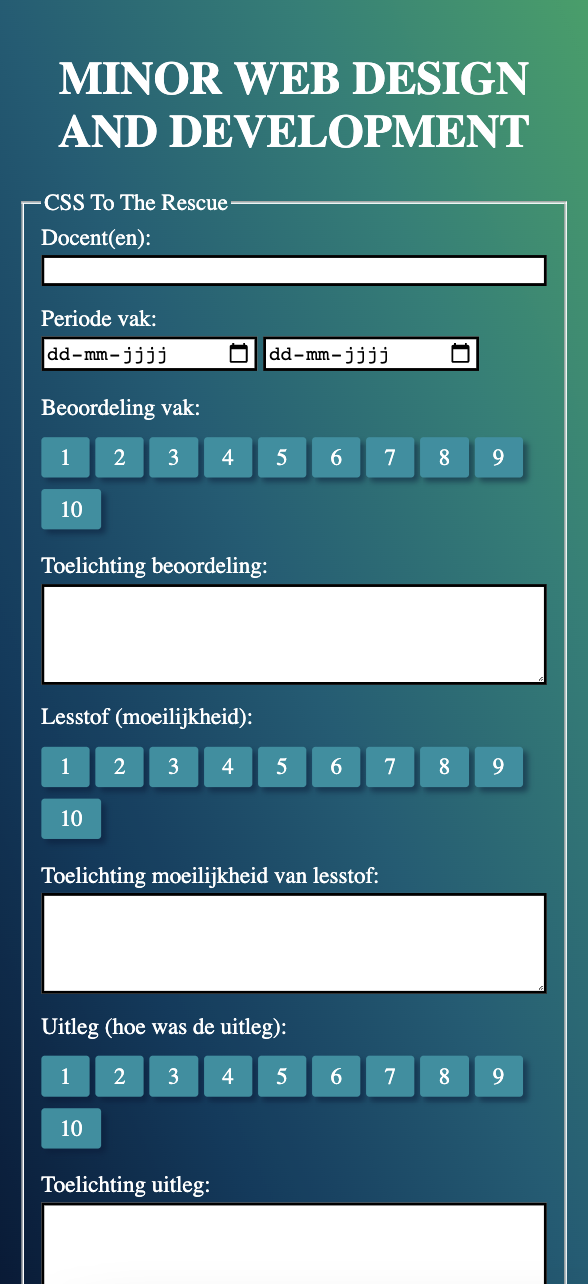 MINOR WEB DESIGN
AND DEVELOPMENT
CSS To The Rescue
Docent(en):
Periode vak:
dd-mm-jjjj dd-mm-jjjj
Beoordeling vak:
1 2 3 4 5 6 7 8 9
10
Toelichting beoordeling:
Lesstof (moeilijkheid):
1 2 3 4 5 6 7 8 9
10
Toelichting moeilijkheid van lesstof:
Uitleg (hoe was de uitleg):
1 2 3 4 5 6 7 8 9
10
Toelichting uitleg: